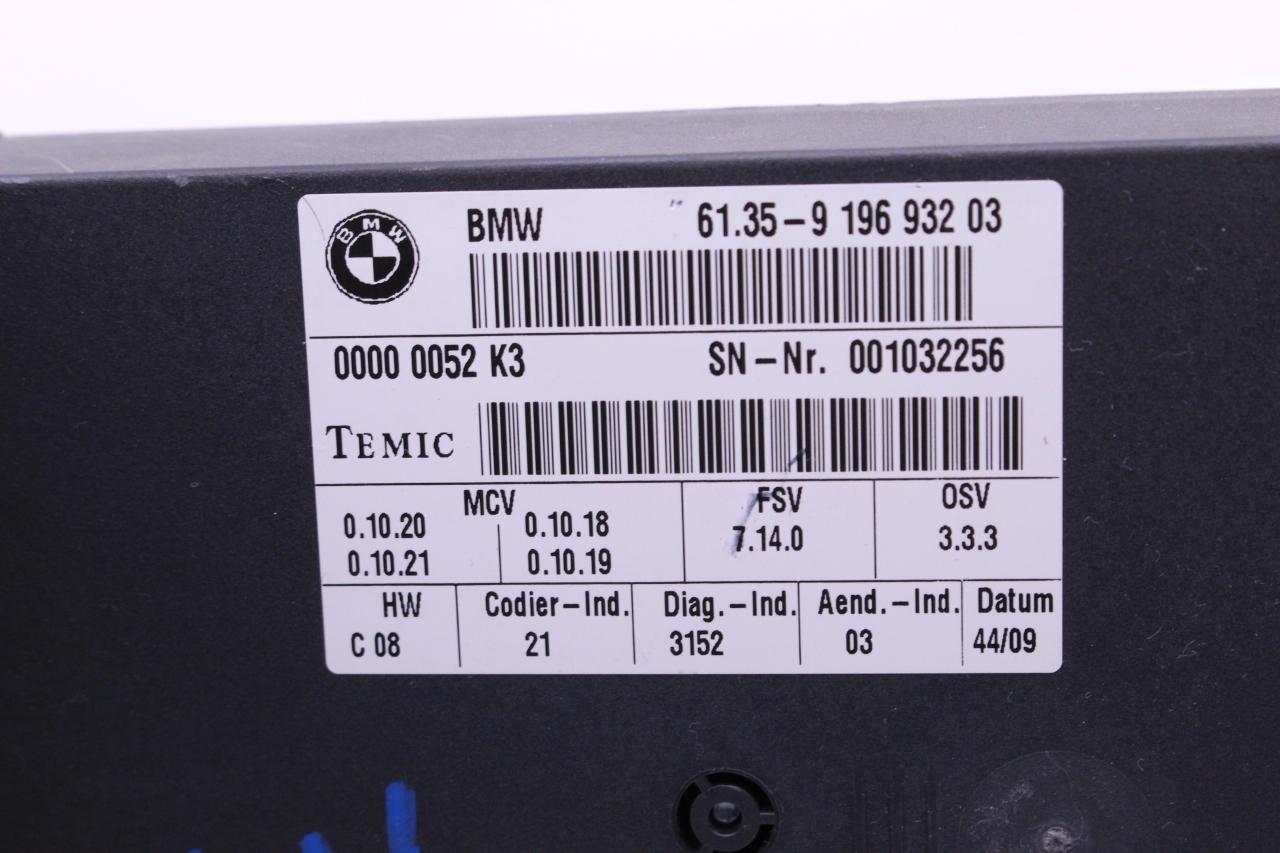 BMW
BMW 61.35-9 196 932 03
0000 0052 K3 SN-Nr. 001032256
TEMIC
MCV FSV OSV
0.10.20 0.10.18 7.14.0 3.3.3
0.10.21 0.10.19
HW Codier-Ind. Diag.-Ind. Aend.-Ind. Datum
C 08 21 3152 03 44/09